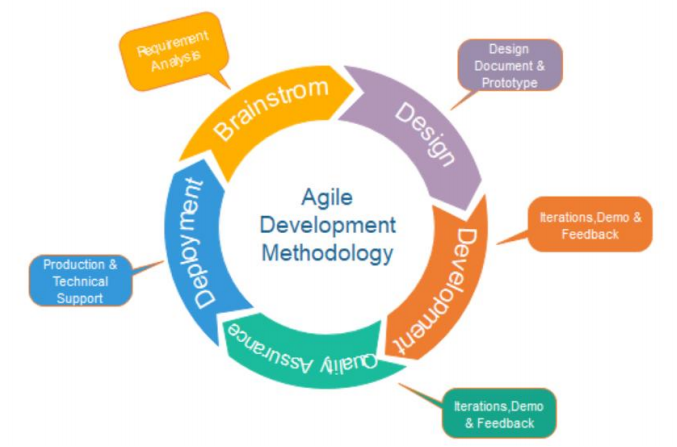 Requirement
Analysis
Brainstrom
Design
Document &
Prototype
Design
Iterations,Demo &
Feedback
Development
Agile
Development
Methodology
Iterations,Demo
& Feedback
Quality Assurance
Production &
Technical
Support
Deployment